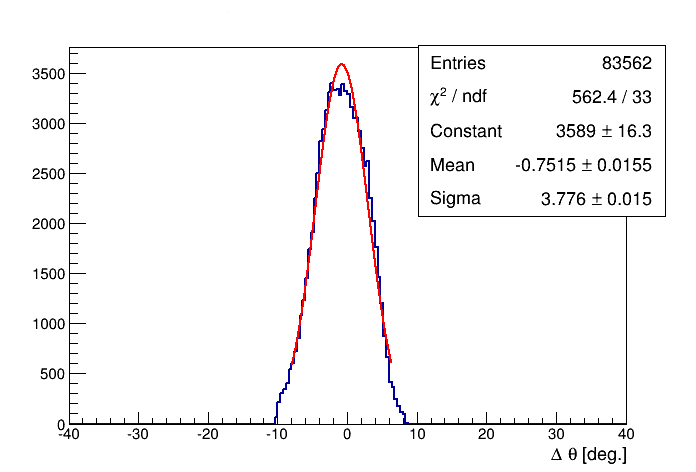 Entries 83562
χ² / ndf 562.4 / 33
Constant 3589 ± 16.3
Mean -0.7515 ± 0.0155
Sigma 3.776 ± 0.015
3500
3000
2500
2000
1500
1000
500
0
-40 -30 -20 -10 0 10 20 30 40
Δ θ [deg.]